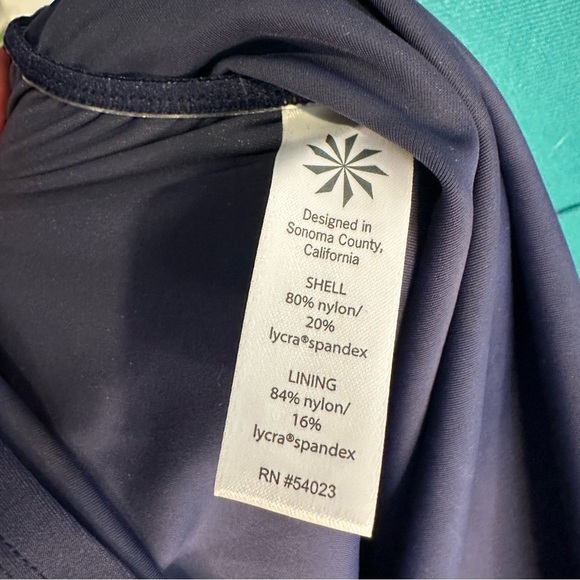 Designed in
Sonoma County,
California
SHELL
80% nylon/
20%
lycra®spandex
LINING
84% nylon/
16%
lycra®spandex
RN #54023